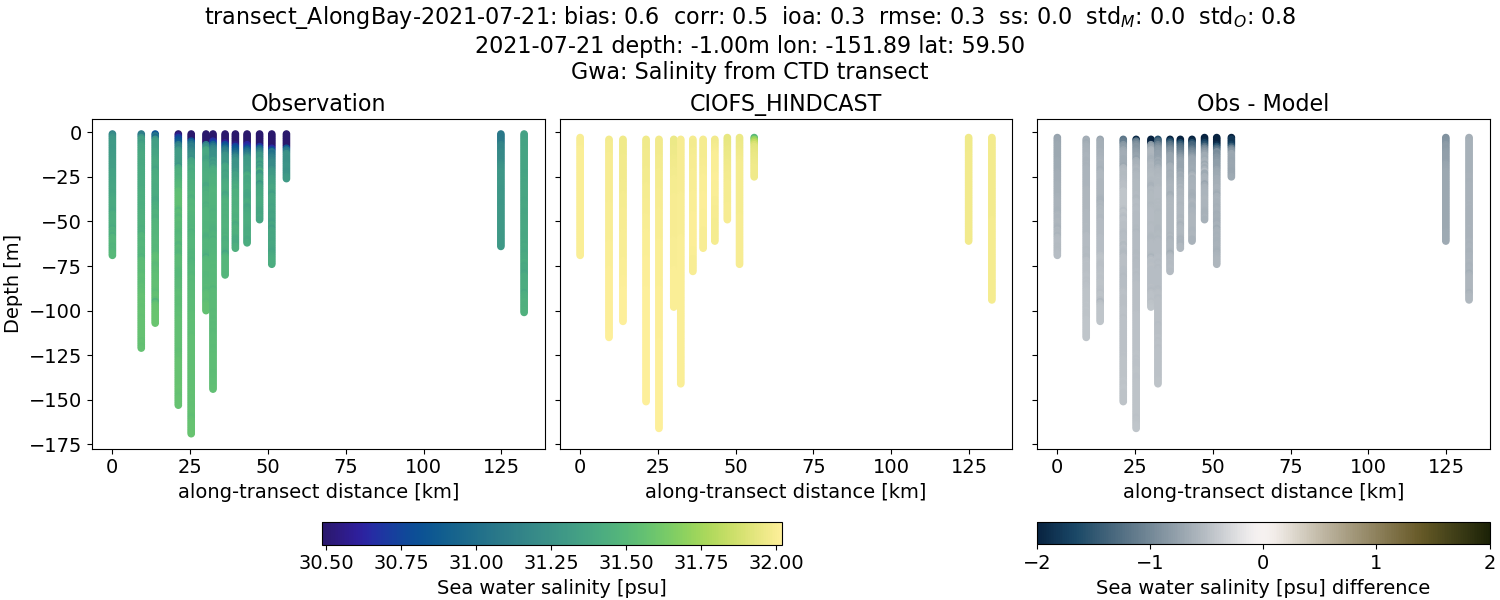 transect_AlongBay-2021-07-21: bias: 0.6 corr: 0.5 ioa: 0.3 rmse: 0.3 ss: 0.0 std_M: 0.0 std_O: 0.8
2021-07-21 depth: -1.00m lon: -151.89 lat: 59.50
Gwa: Salinity from CTD transect
Observation
CIOFS_HINDCAST
Obs - Model
Depth [m]
0
−25
−50
−75
−100
−125
−150
−175
0 25 50 75 100 125
0 25 50 75 100 125
0 25 50 75 100 125
along-transect distance [km]
along-transect distance [km]
along-transect distance [km]
30.50 30.75 31.00 31.25 31.50 31.75 32.00
Sea water salinity [psu]
−2 −1 0 1 2
Sea water salinity [psu] difference